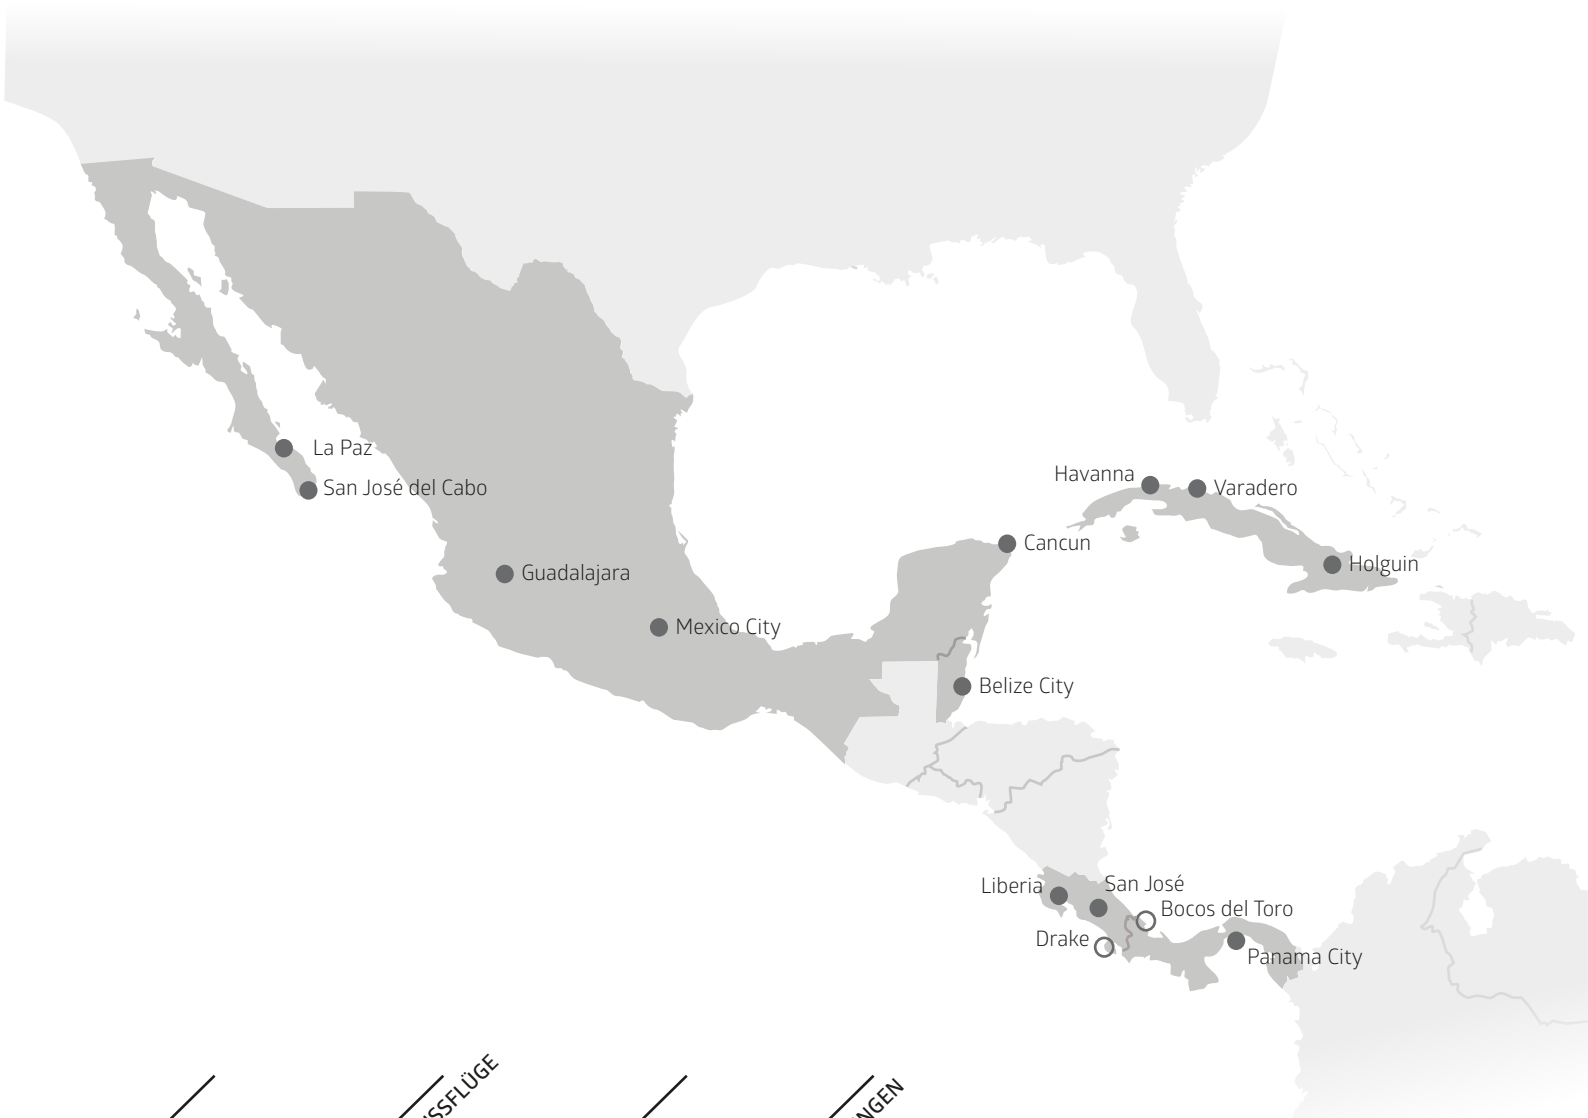 La Paz
San José del Cabo
Havanna
Varadero
Cancun
Holguin
Guadalajara
Mexico City
Belize City
Liberia
San José
Bocos del Toro
Drake
Panama City